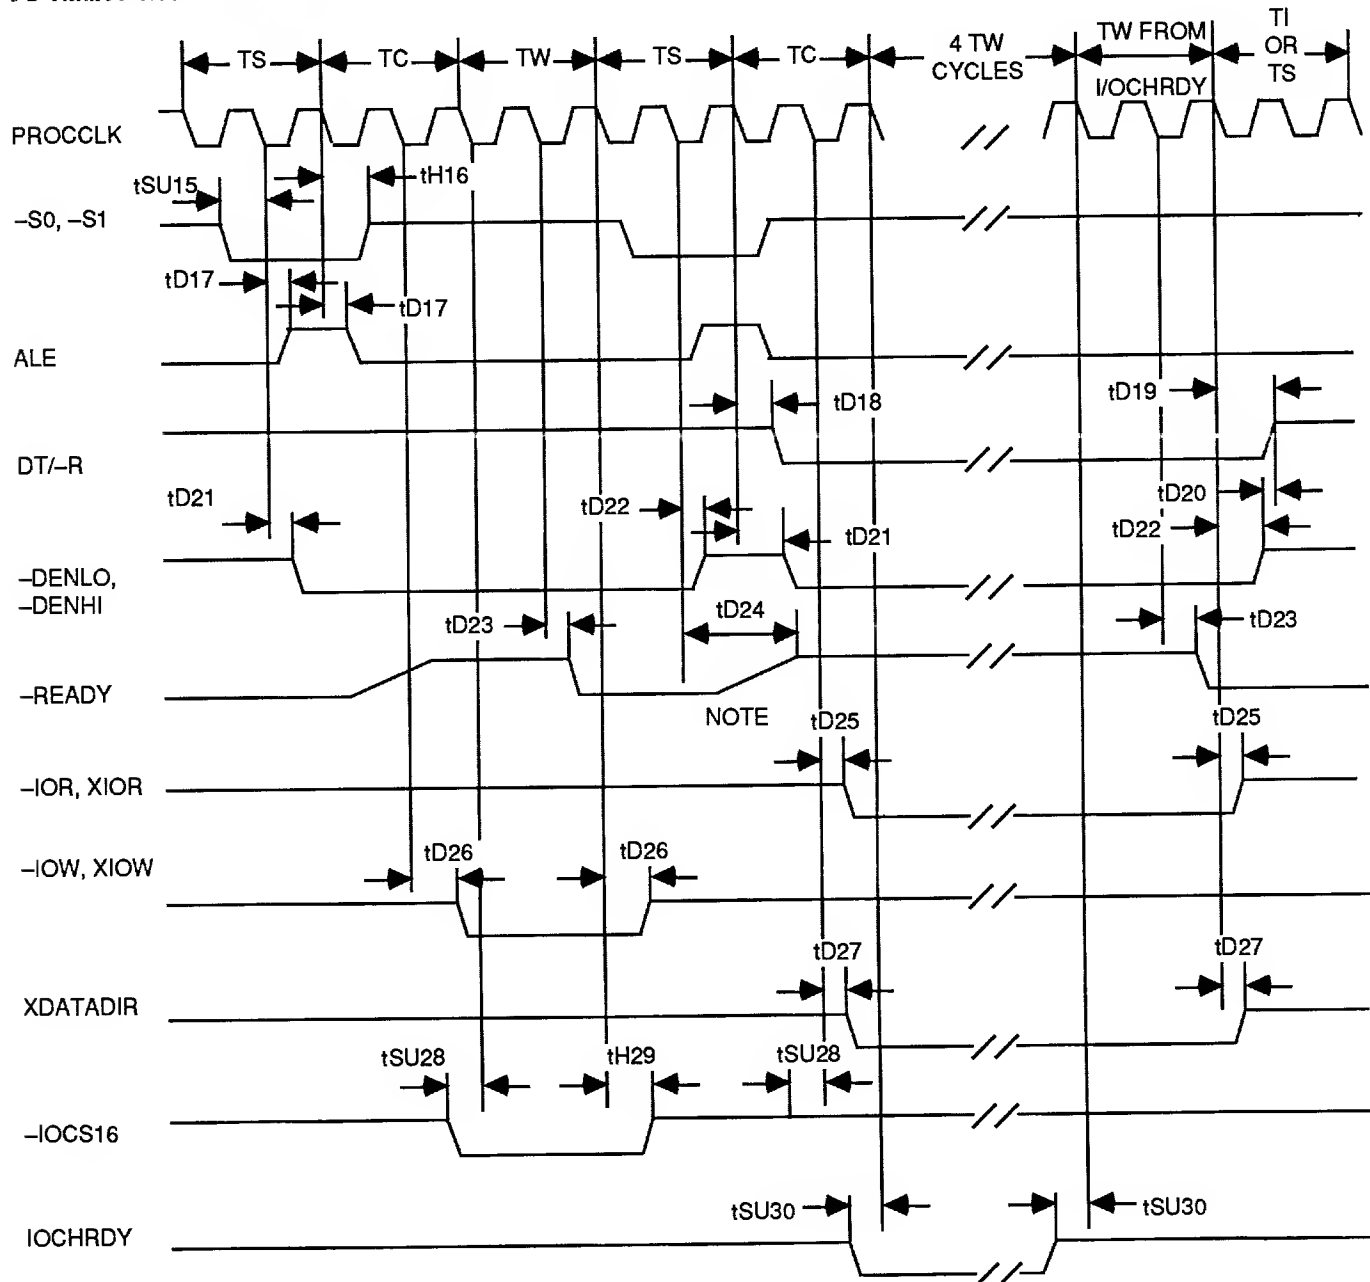 TS TC TW TS TC 4 TW CYCLES TW FROM I/OCHRDY TI OR TS
PROCCLK
tSU15 tH16
–S0, –S1
tD17 tD17
ALE
tD18 tD19
DT/–R
tD21 tD22 tD21 tD20
tD22
–DENLO,
–DENHI
tD23 tD24 tD23
–READY
NOTE tD25 tD25
–IOR, XIOR
tD26 tD26
–IOW, XIOW
tD27 tD27
XDATADIR
tSU28 tH29 tSU28
–IOCS16
tSU30 tSU30
IOCHRDY